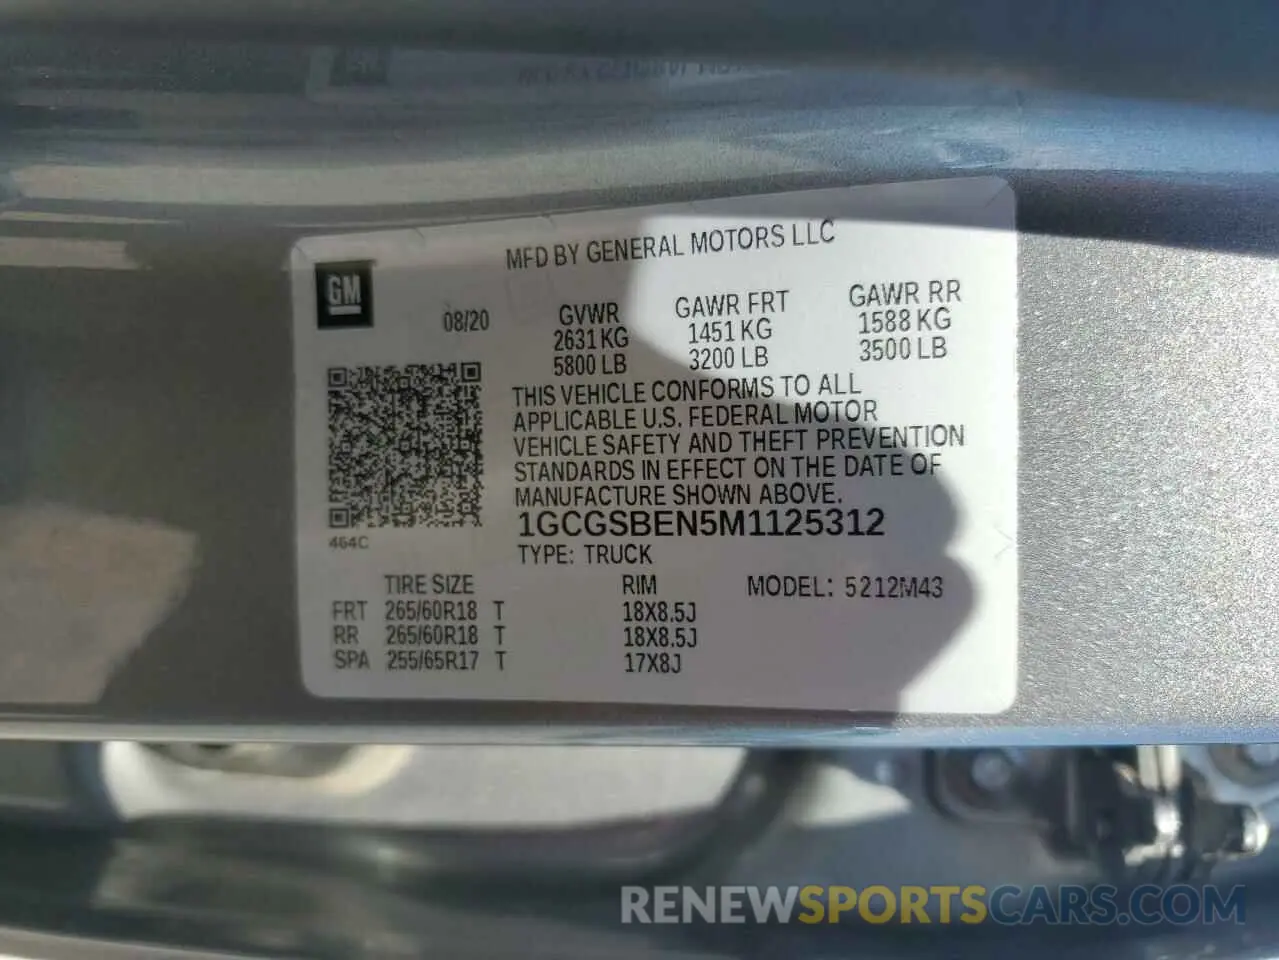 MFD BY GENERAL MOTORS LLC
GM
08/20
GVWR
2631 KG
5800 LB
GAWR FRT
1451 KG
3200 LB
GAWR RR
1588 KG
3500 LB
THIS VEHICLE CONFORMS TO ALL
APPLICABLE U.S. FEDERAL MOTOR
VEHICLE SAFETY AND THEFT PREVENTION
STANDARDS IN EFFECT ON THE DATE OF
MANUFACTURE SHOWN ABOVE.
1GCGSBEN5M1125312
464C
TYPE: TRUCK
TIRE SIZE RIM MODEL: 5212M43
FRT 265/60R18 T 18X8.5J
RR 265/60R18 T 18X8.5J
SPA 255/65R17 T 17X8J
RENEWSPORTSCARS.COM